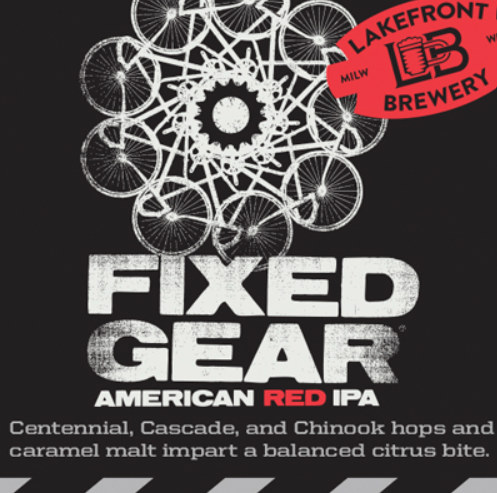 LAKEFRONT
MILW
LB
BREWERY
FIXED
GEAR
AMERICAN RED IPA
Centennial, Cascade, and Chinook hops and
caramel malt impart a balanced citrus bite.